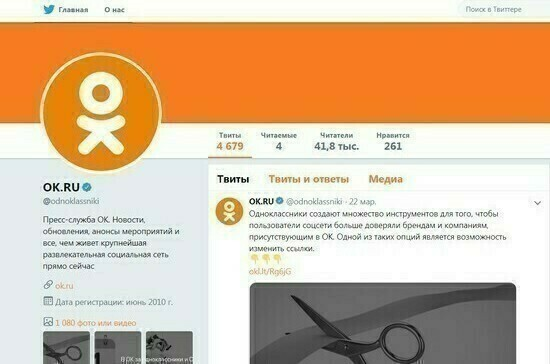 Главная О нас Поиск в Твиттере
Твиты Читаемые Читатели Нравится
4 679 4 41,8 тыс. 261
OK.RU
@odnoklassniki
Пресс-служба ОК. Новости,
обновления, анонсы мероприятий и
все, чем живет крупнейшая
развлекательная социальная сеть
прямо сейчас
ok.ru
Дата регистрации: июнь 2010 г.
1 080 фото или видео
Твиты Твиты и ответы Медиа
OK.RU @odnoklassniki · 22 мар.
Одноклассники создают множество инструментов для того, чтобы
пользователи соцсети больше доверяли брендам и компаниям,
присутствующим в ОК. Одной из таких опций является возможность
изменить ссылки.
okl.lt/Rg6jG